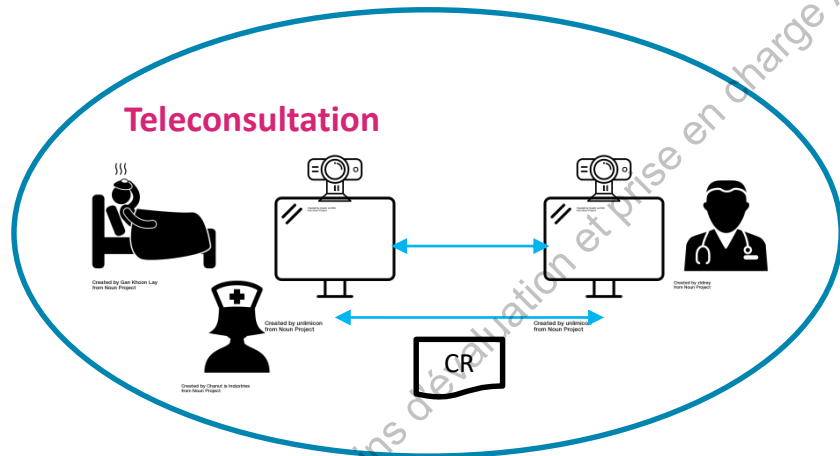 Teleconsultation
Created by Gan Khoon Lay
from Noun Project
Created by unlimicon
from Noun Project
Created by unlimicon
from Noun Project
Created by zidney
from Noun Project
Created by Chanut is Industries
from Noun Project
CR
ins d'évaluation et prise en charge